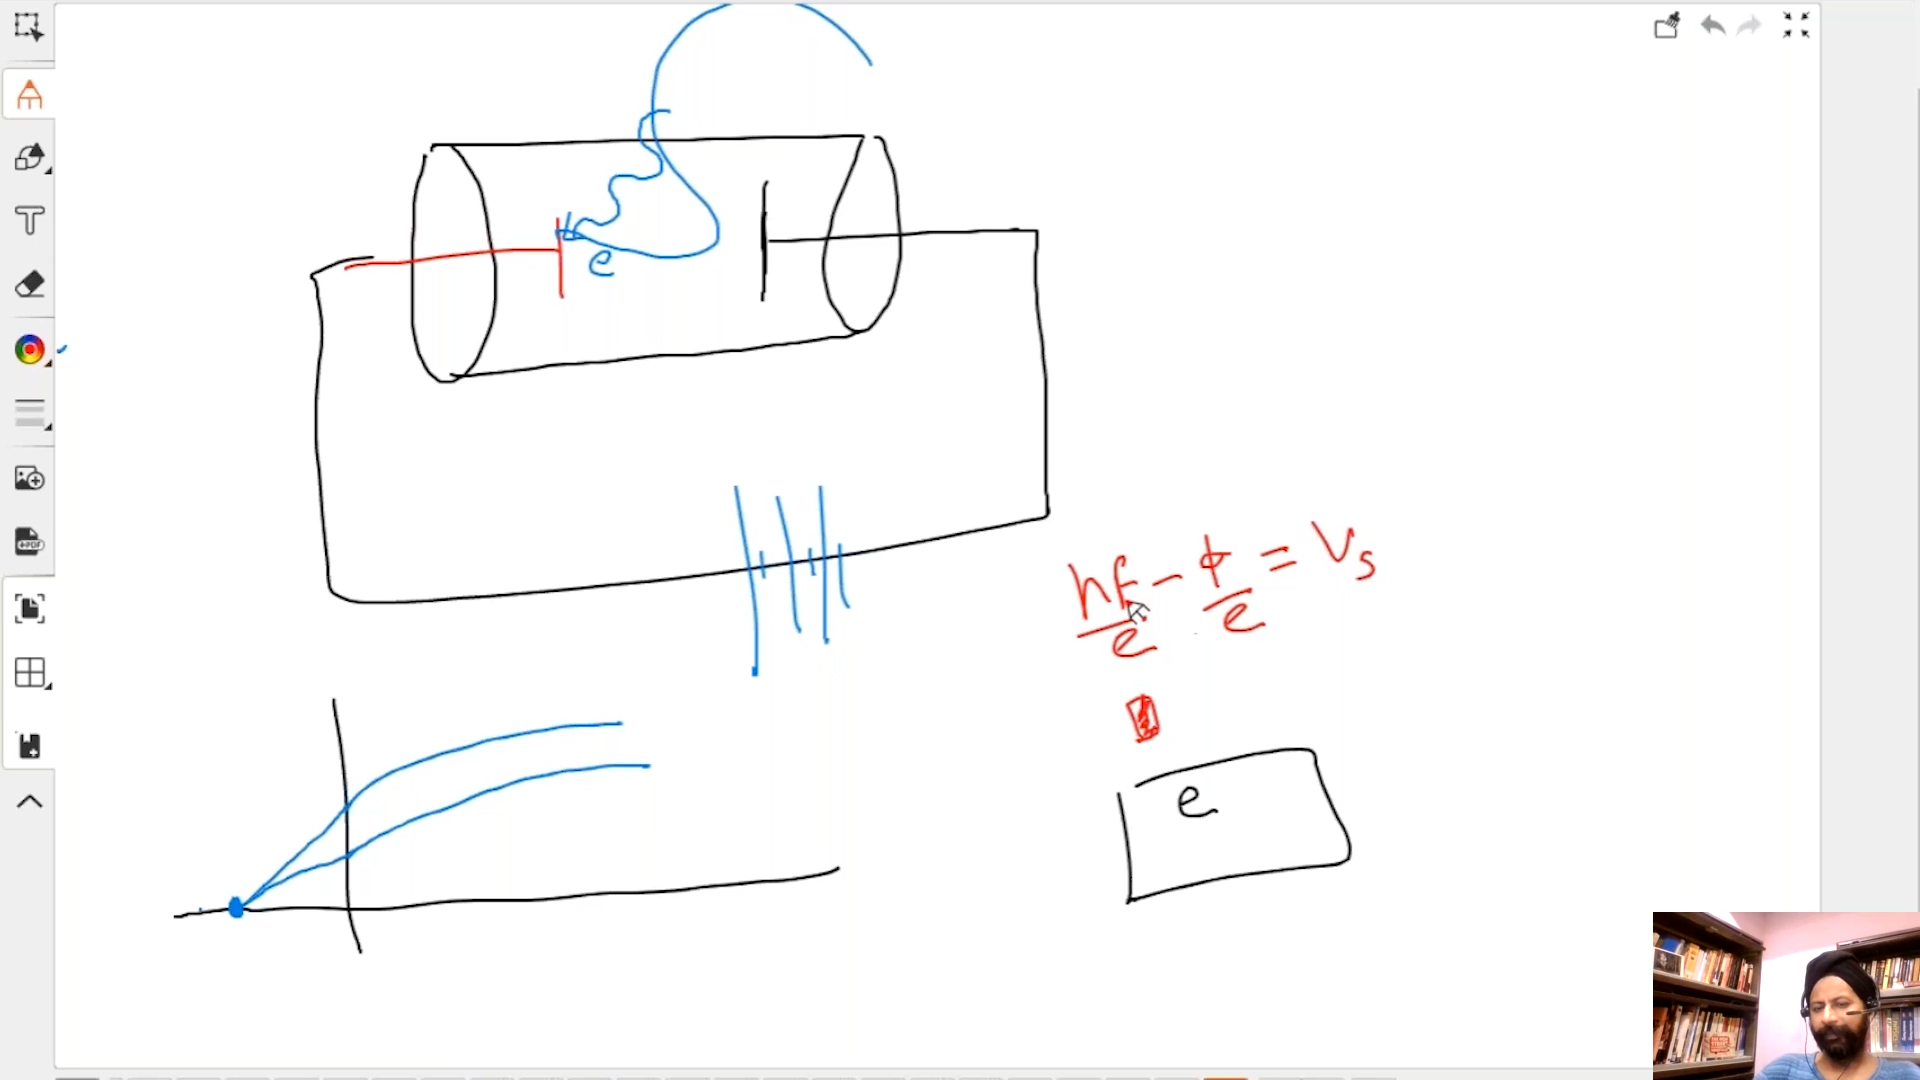 e
hf/e - φ/e = Vs
e